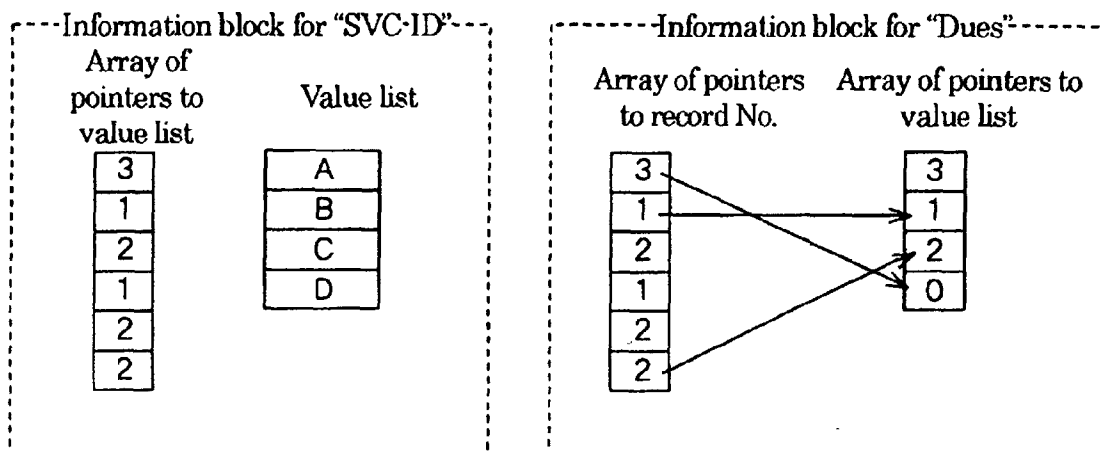 Information block for “SVC·ID”
Array of
pointers to
value list
Value list
3
1
2
1
2
2
A
B
C
D
Information block for “Dues”
Array of pointers
to record No.
Array of pointers to
value list
3
1
2
1
2
2
3
1
2
0